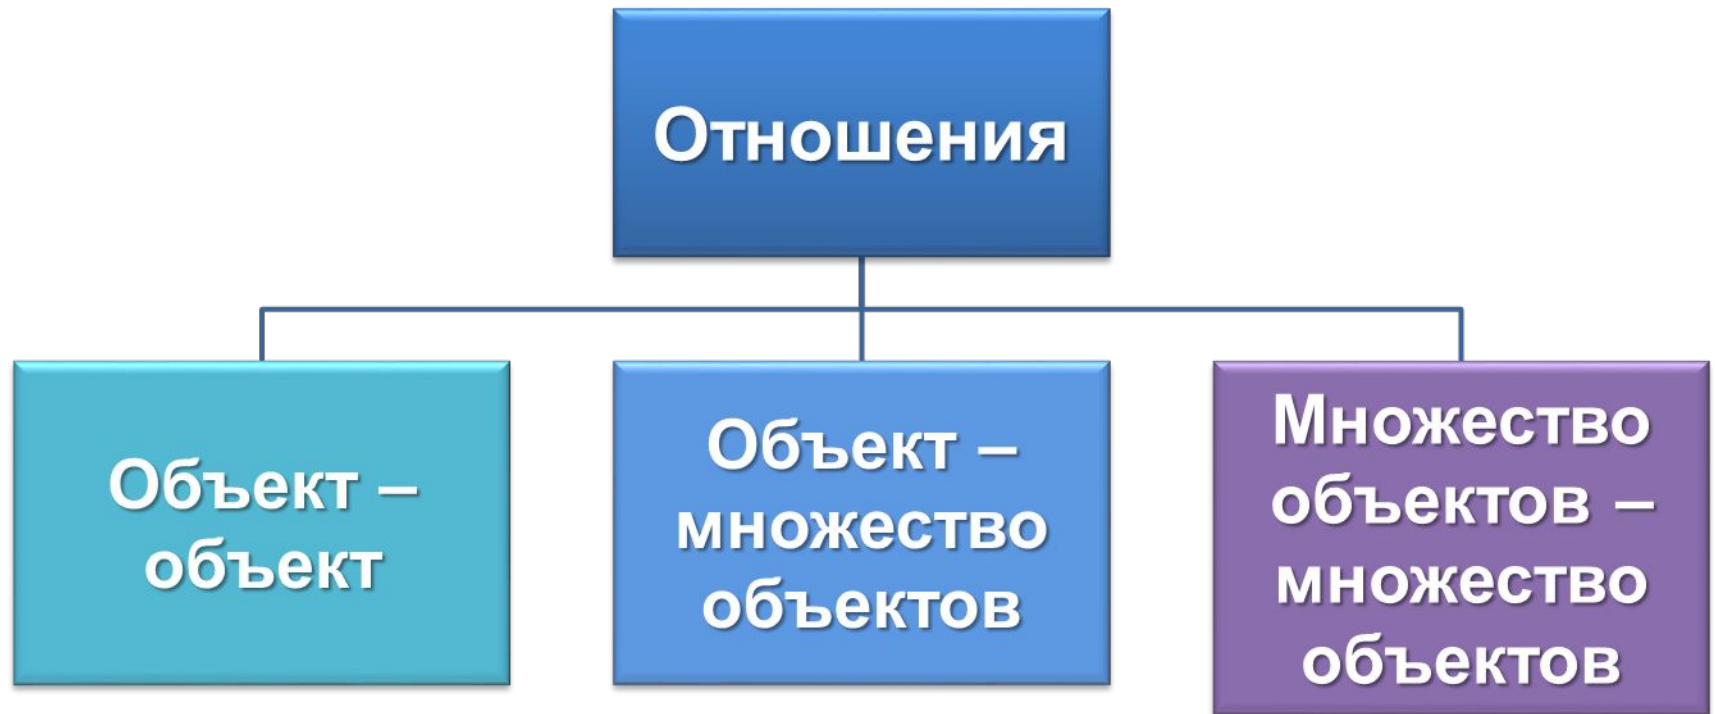 Отношения
Объект –
объект
Объект –
множество
объектов
Множество
объектов –
множество
объектов